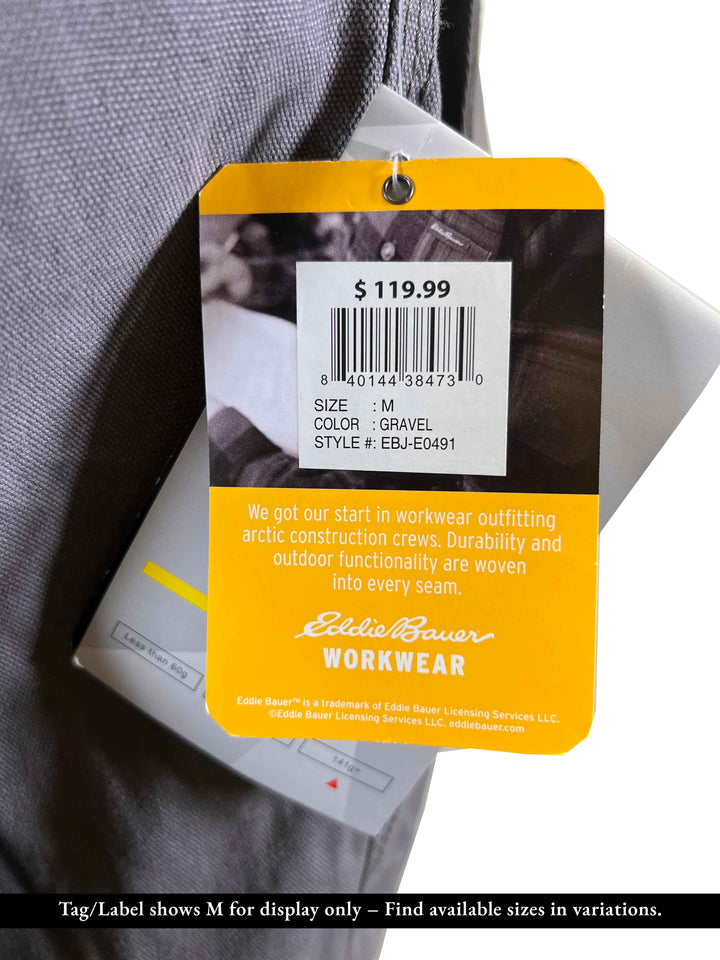 Eddie Bauer
$ 119.99
8 40144 38473 0
SIZE : M
COLOR : GRAVEL
STYLE #: EBJ-E0491
We got our start in workwear outfitting
arctic construction crews. Durability and
outdoor functionality are woven
into every seam.
Eddie Bauer
WORKWEAR
Eddie Bauer™ is a trademark of Eddie Bauer Licensing Services LLC.
©Eddie Bauer Licensing Services LLC. eddiebauer.com
Less than 60g
141g+
Tag/Label shows M for display only – Find available sizes in variations.